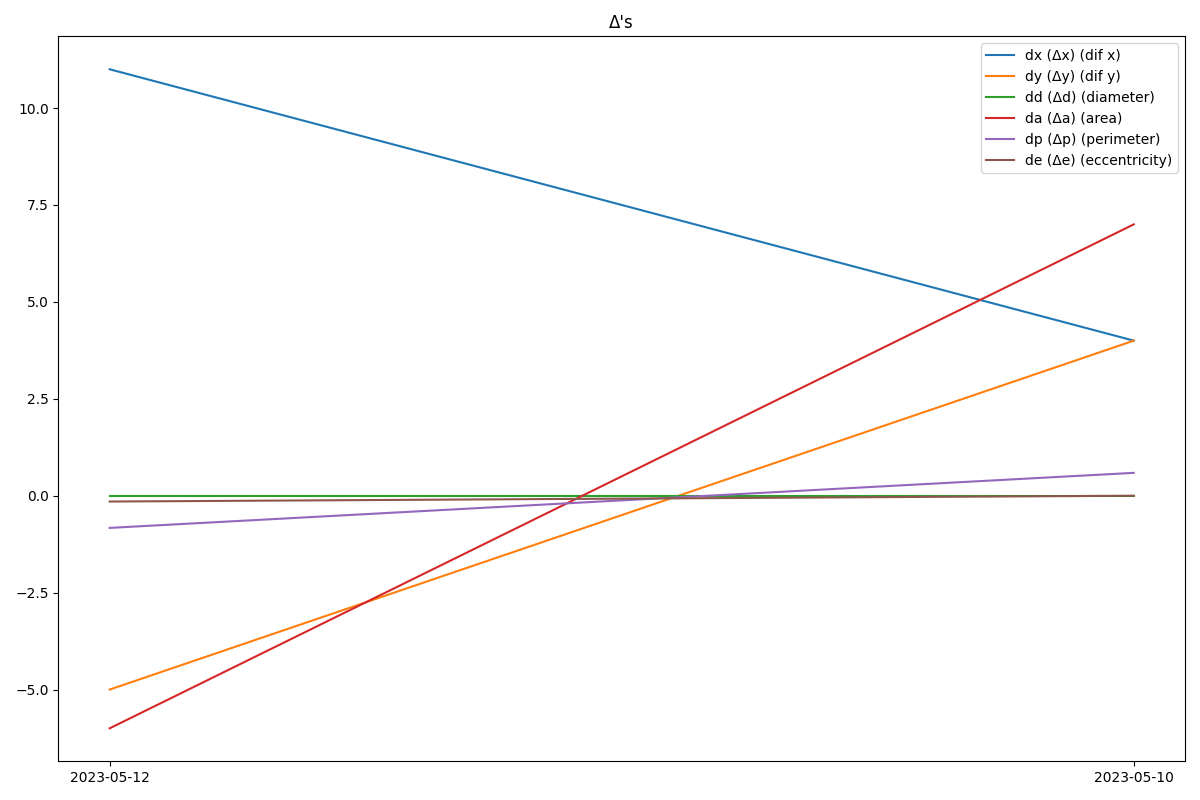 Δ's
dx (Δx) (dif x)
dy (Δy) (dif y)
dd (Δd) (diameter)
da (Δa) (area)
dp (Δp) (perimeter)
de (Δe) (eccentricity)
10.0
7.5
5.0
2.5
0.0
−2.5
−5.0
2023-05-12 2023-05-10